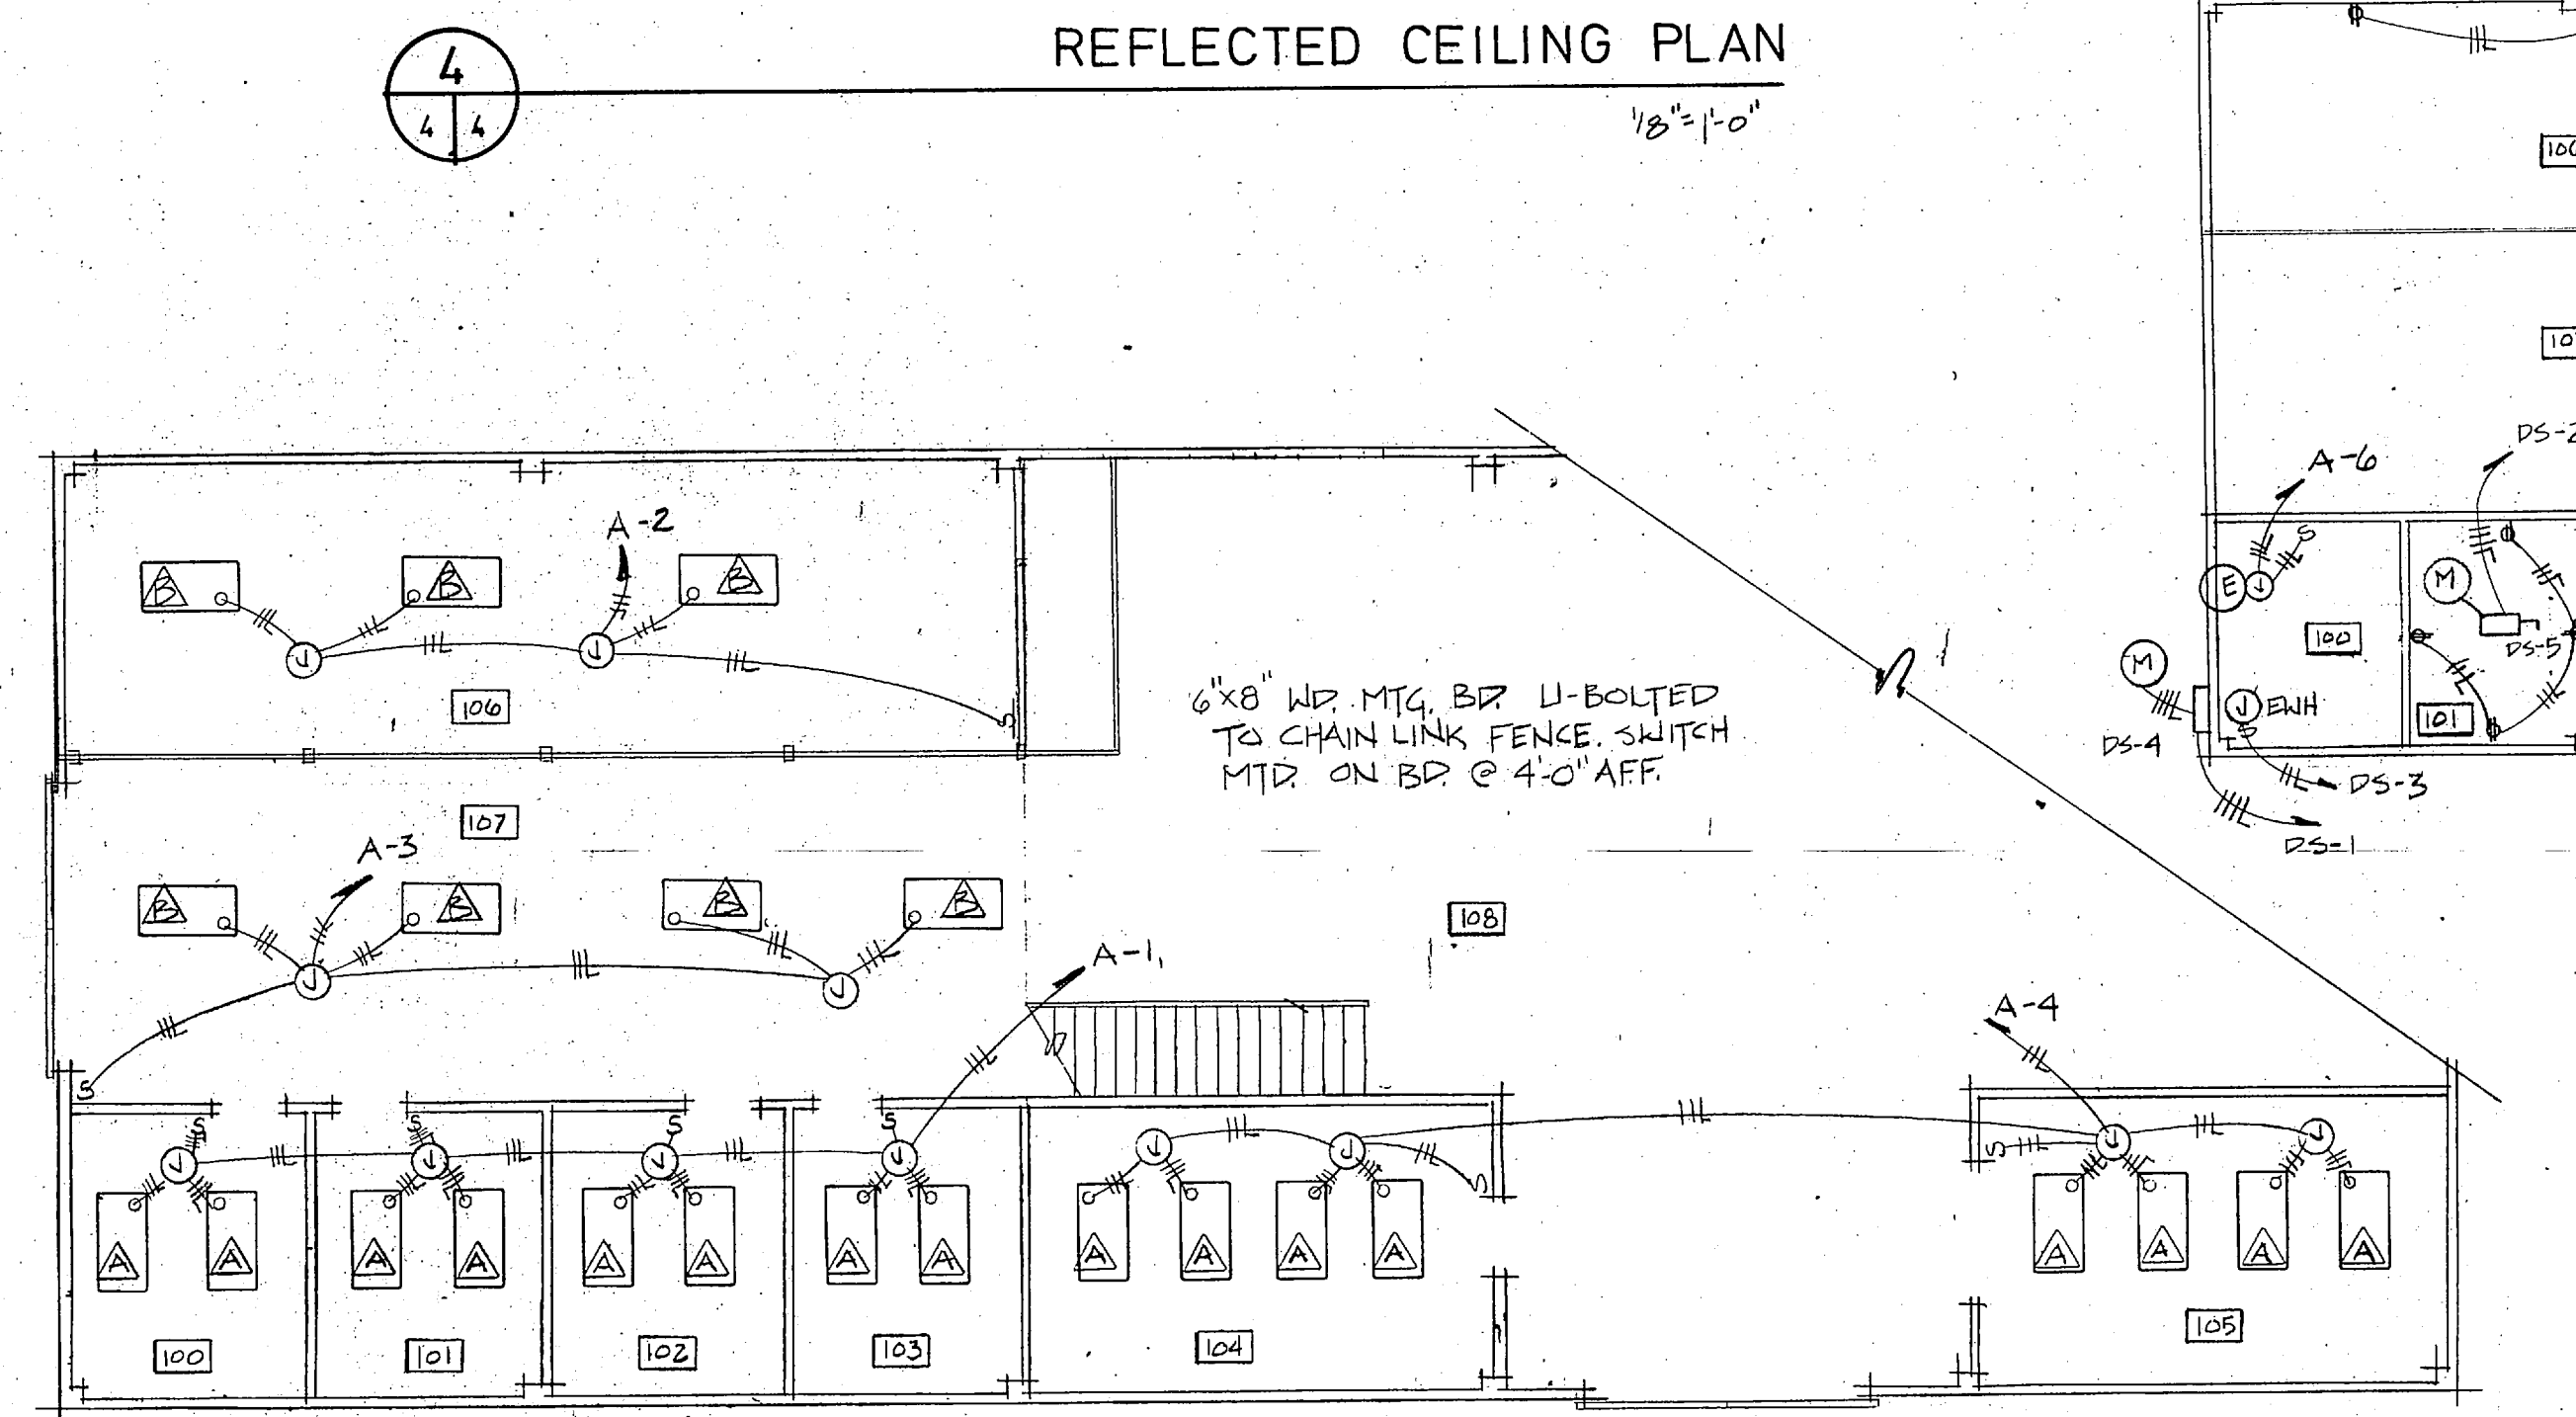 REFLECTED CEILING PLAN
4
4 4
1/8"=1'-0"
DS-2
A-6
A-2
B B B
S
E J
M
J J
100
DS-5
M
106
S
6"X8" WD. MTG. BD. U-BOLTED
TO CHAIN LINK FENCE. SWITCH
MTD. ON BD. @ 4'-0" AFF.
J EWH
101
DS-4
S
DS-3
107
A-3
DS-1
B B B B
108
A-1
J J
A-4
S
S S S S
J J J J J J S J J
S
A A A A A A A A A A A A A A A A
100 101 102 103 104 105